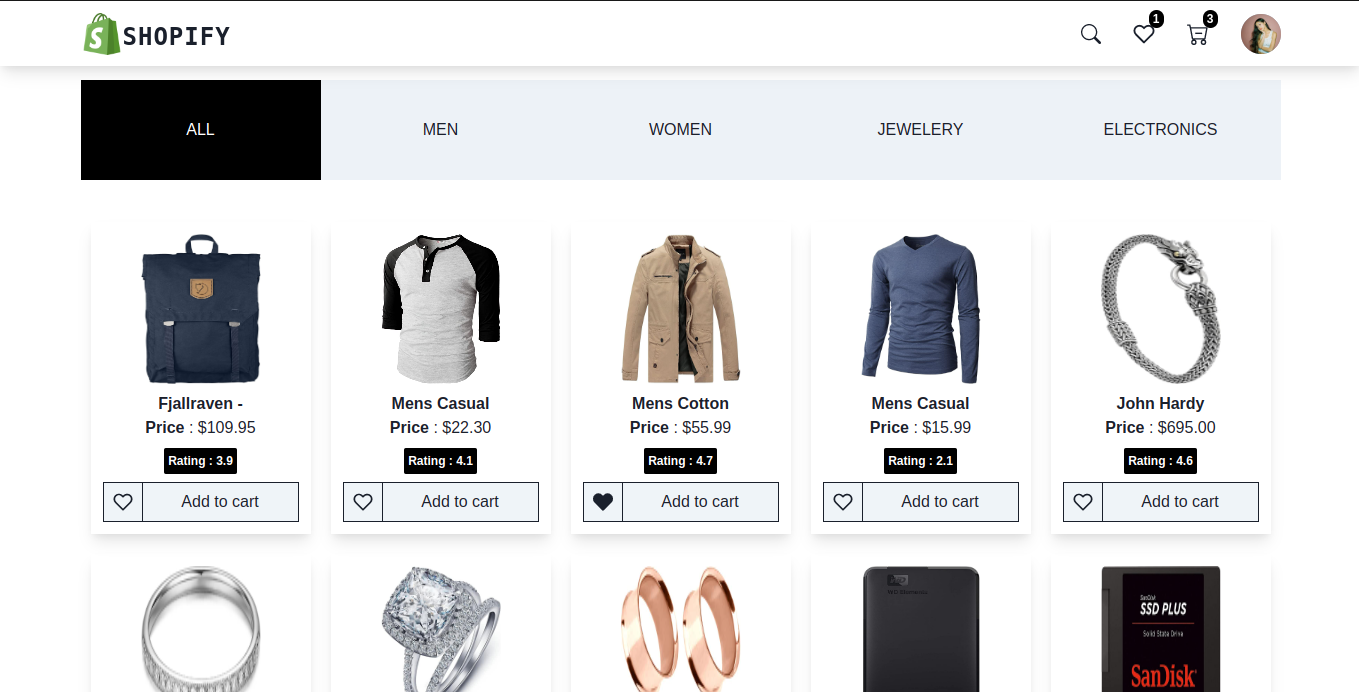 SHOPIFY
1
3
ALL
MEN
WOMEN
JEWELERY
ELECTRONICS
Fjallraven -
Price : $109.95
Rating : 3.9
Add to cart
Mens Casual
Price : $22.30
Rating : 4.1
Add to cart
Mens Cotton
Price : $55.99
Rating : 4.7
Add to cart
Mens Casual
Price : $15.99
Rating : 2.1
Add to cart
John Hardy
Price : $695.00
Rating : 4.6
Add to cart
WD Elements
SanDisk
SSD PLUS
Solid State Drive
SanDisk